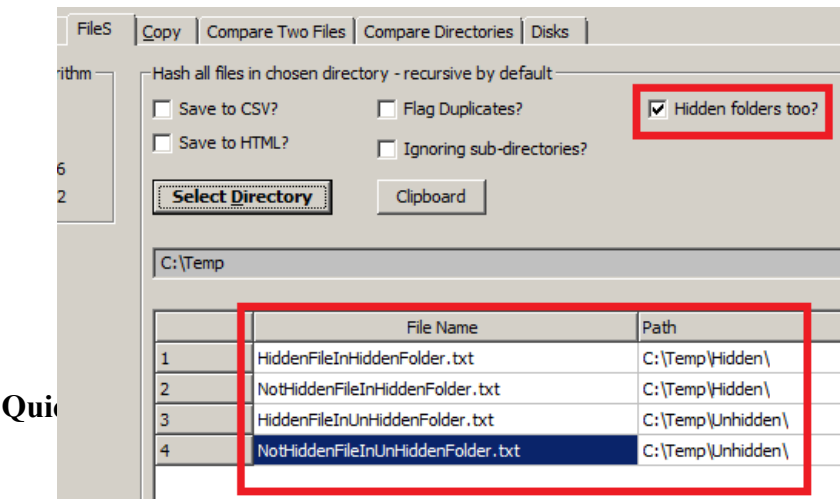 FileS Copy Compare Two Files Compare Directories Disks
rithm Hash all files in chosen directory - recursive by default
Save to CSV? Flag Duplicates? Hidden folders too?
Save to HTML? Ignoring sub-directories?
6
2 Select Directory Clipboard
C:\Temp
File Name Path
1 HiddenFileInHiddenFolder.txt C:\Temp\Hidden\
2 NotHiddenFileInHiddenFolder.txt C:\Temp\Hidden\
Quic
3 HiddenFileInUnHiddenFolder.txt C:\Temp\Unhidden\
4 NotHiddenFileInUnHiddenFolder.txt C:\Temp\Unhidden\